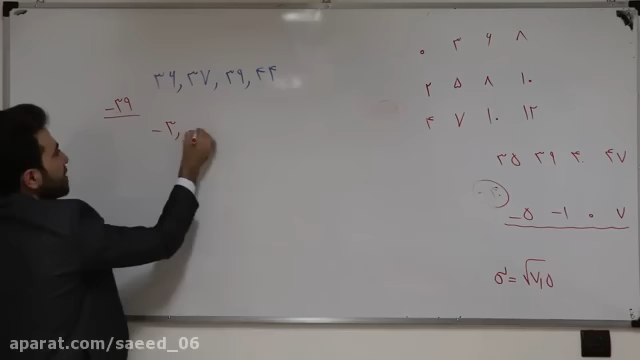 ۳۶, ۳۷, ۳۹, ۴۴
-۳۹
-۳,
۰ ۳ ۶ ۸
۲ ۵ ۸ ۱۰
۴ ۷ ۱۰ ۱۲
۳۵ ۳۹ ۴۰ ۴۷
-۵ -۱ ۰ ۷
σ = √۷,۵
aparat.com/saeed_06